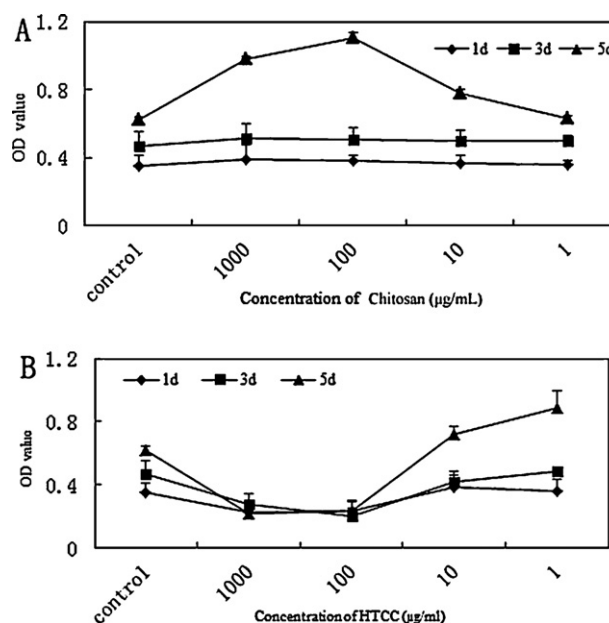 A
1.2
0.8
0.4
0
OD value
1d 3d 5d
control 1000 100 10 1
Concentration of Chitosan (μg/mL)
B
1.2
0.8
0.4
0
OD value
1d 3d 5d
control 1000 100 10 1
Concentration of HTCC (μg/ml)